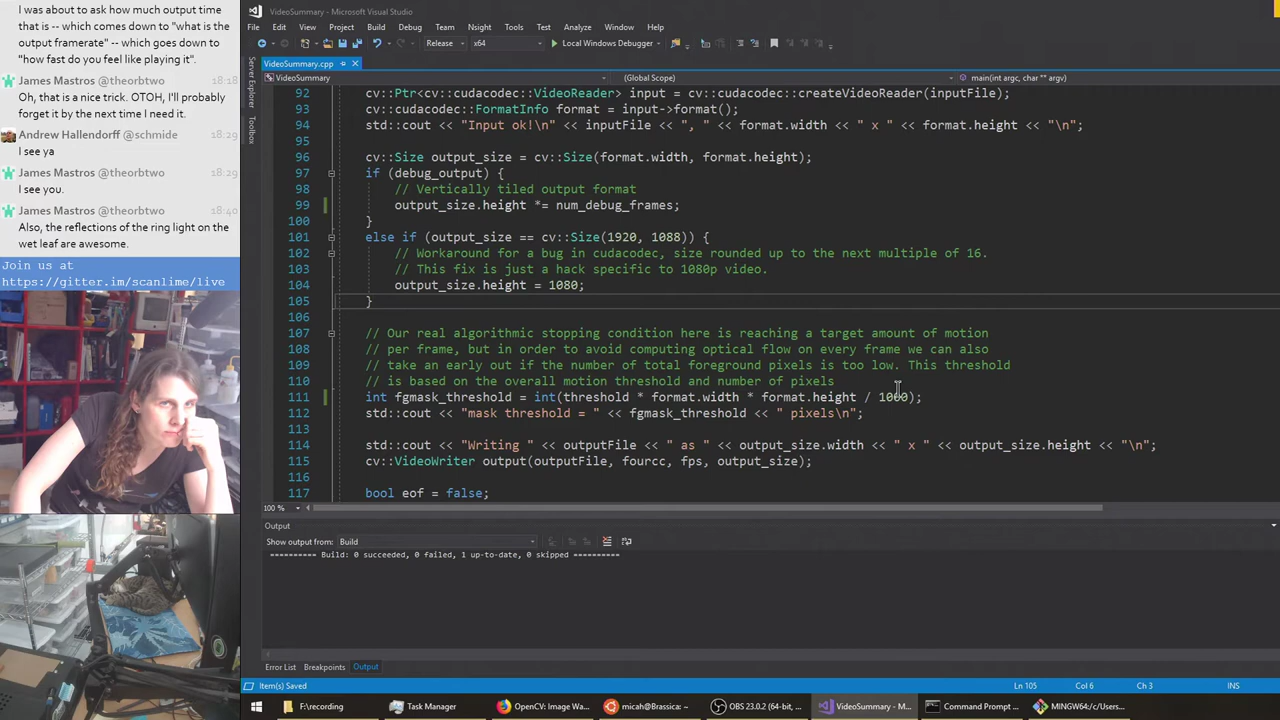 I was about to ask how much output time
that is -- which comes down to "what is the
output framerate" -- which goes down to
"how fast do you feel like playing it".
James Mastros @theorbtwo 18:18
Oh, that is a nice trick. OTOH, I'll probably
forget it by the next time I need it.
Andrew Hallendorff @schmide 18:29
I see ya
James Mastros @theorbtwo 18:29
I see you.
James Mastros @theorbtwo 18:40
Also, the reflections of the ring light on the
wet leaf are awesome.
Join us at
https://gitter.im/scanlime/live
VideoSummary - Microsoft Visual Studio
File Edit View Project Build Debug Team Nsight Tools Test Analyze Window Help
Release x64 Local Windows Debugger
Server Explorer
Toolbox
VideoSummary.cpp
VideoSummary (Global Scope) main(int argc, char ** argv)
92 cv::Ptr<cv::cudacodec::VideoReader> input = cv::cudacodec::createVideoReader(inputFile);
93 cv::cudacodec::FormatInfo format = input->format();
94 std::cout << "Input ok!\n" << inputFile << ", " << format.width << " x " << format.height << "\n";
95
96 cv::Size output_size = cv::Size(format.width, format.height);
97 if (debug_output) {
98 // Vertically tiled output format
99 output_size.height *= num_debug_frames;
100 }
101 else if (output_size == cv::Size(1920, 1088)) {
102 // Workaround for a bug in cudacodec, size rounded up to the next multiple of 16.
103 // This fix is just a hack specific to 1080p video.
104 output_size.height = 1080;
105 }
106
107 // Our real algorithmic stopping condition here is reaching a target amount of motion
108 // per frame, but in order to avoid computing optical flow on every frame we can also
109 // take an early out if the number of total foreground pixels is too low. This threshold
110 // is based on the overall motion threshold and number of pixels
111 int fgmask_threshold = int(threshold * format.width * format.height / 1000);
112 std::cout << "mask threshold = " << fgmask_threshold << " pixels\n";
113
114 std::cout << "Writing " << outputFile << " as " << output_size.width << " x " << output_size.height << "\n";
115 cv::VideoWriter output(outputFile, fourcc, fps, output_size);
116
117 bool eof = false;
100 %
Output
Show output from: Build
========== Build: 0 succeeded, 0 failed, 1 up-to-date, 0 skipped ==========
Error List Breakpoints Output
Item(s) Saved Ln 105 Col 6 Ch 3 INS
F:\recording Task Manager OpenCV: Image Wa... micah@Brassica: ~ OBS 23.0.2 (64-bit, ... VideoSummary - M... Command Prompt ... MINGW64:/c/Users...